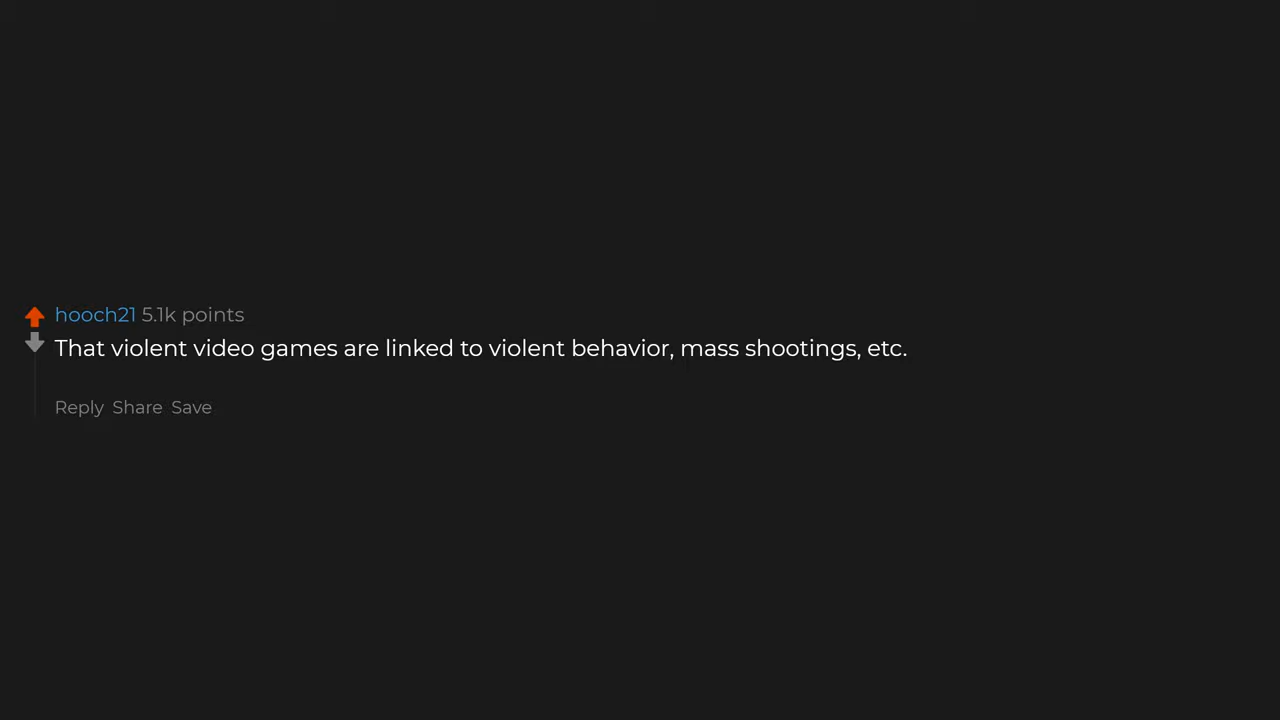 hooch21 5.1k points
That violent video games are linked to violent behavior, mass shootings, etc.
Reply Share Save